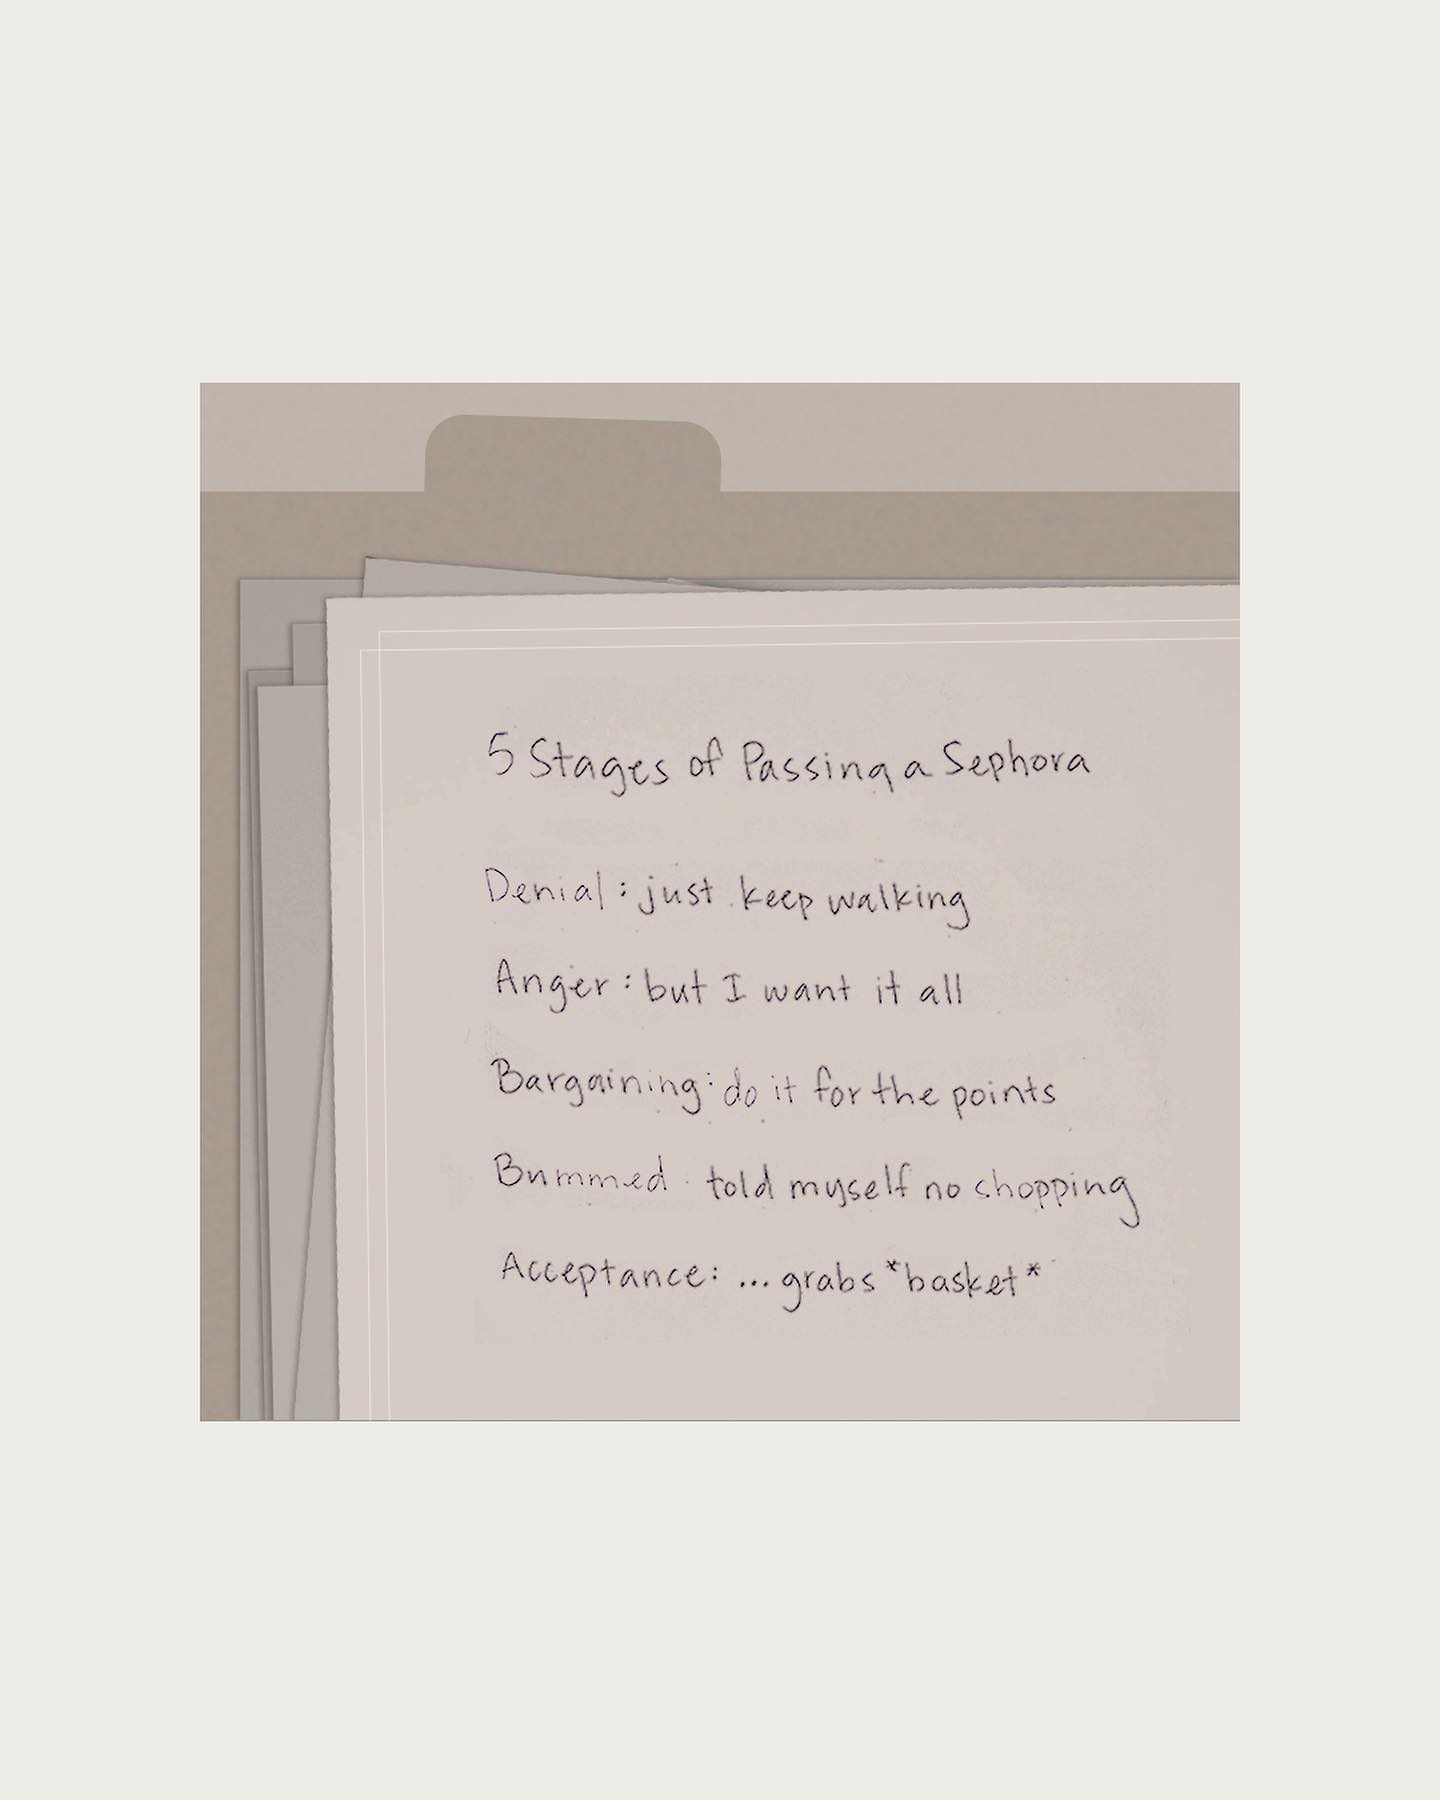 5 Stages of Passing a Sephora
Denial: just keep walking
Anger: but I want it all
Bargaining: do it for the points
Bummed: told myself no shopping
Acceptance: ... grabs *basket*